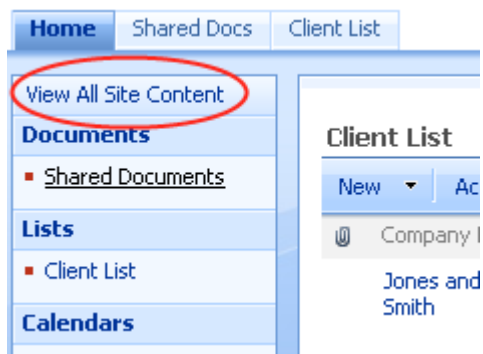 Home Shared Docs Client List
View All Site Content
Documents
Shared Documents
Lists
Client List
Calendars
Client List
New
Company
Jones and
Smith